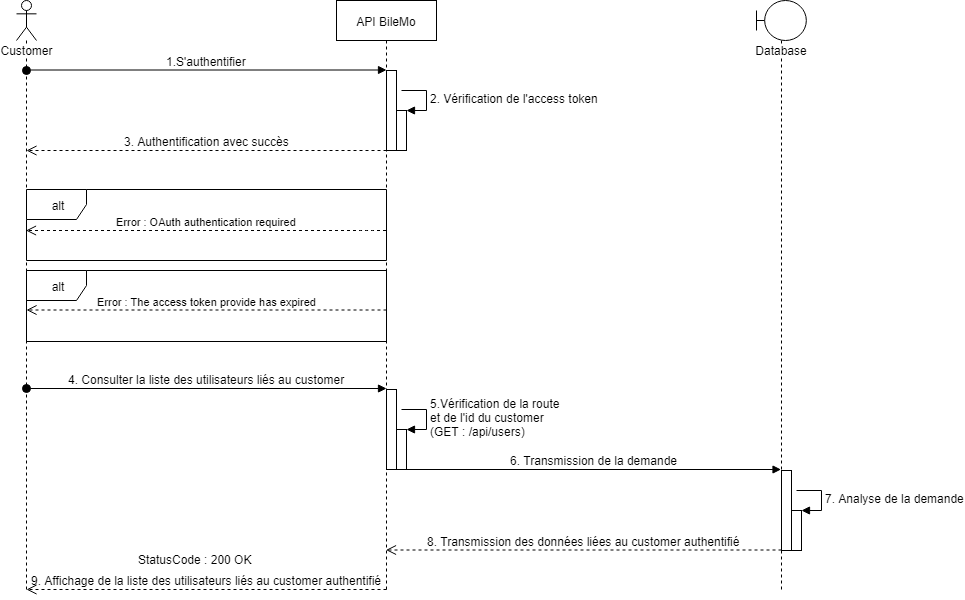 API BileMo
Customer
Database
1.S'authentifier
2. Vérification de l'access token
3. Authentification avec succès
alt
Error : OAuth authentication required
alt
Error : The access token provide has expired
4. Consulter la liste des utilisateurs liés au customer
5.Vérification de la route
et de l'id du customer
(GET : /api/users)
6. Transmission de la demande
7. Analyse de la demande
8. Transmission des données liées au customer authentifié
StatusCode : 200 OK
9. Affichage de la liste des utilisateurs liés au customer authentifié